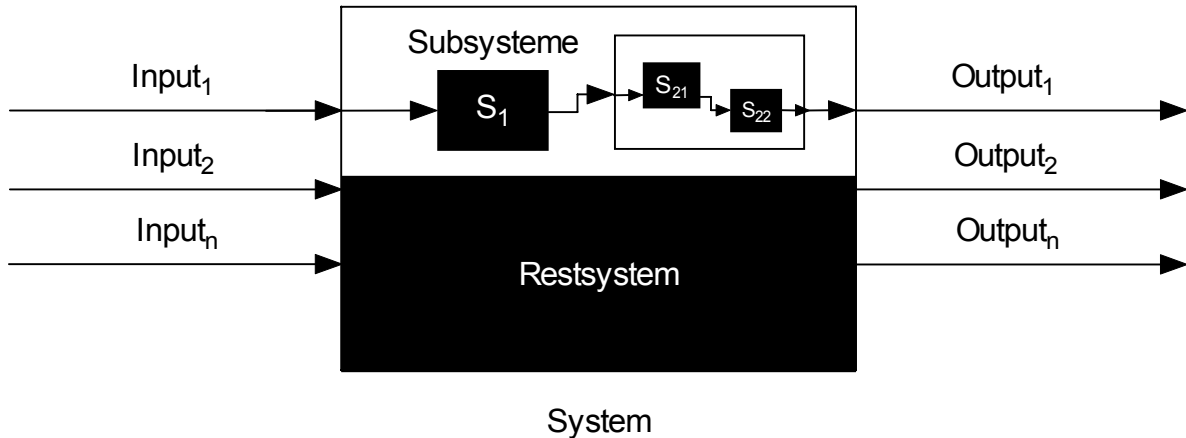 Subsysteme
Input₁
S₁
S₂₁
S₂₂
Output₁
Input₂
Output₂
Inputₙ
Outputₙ
Restsystem
System